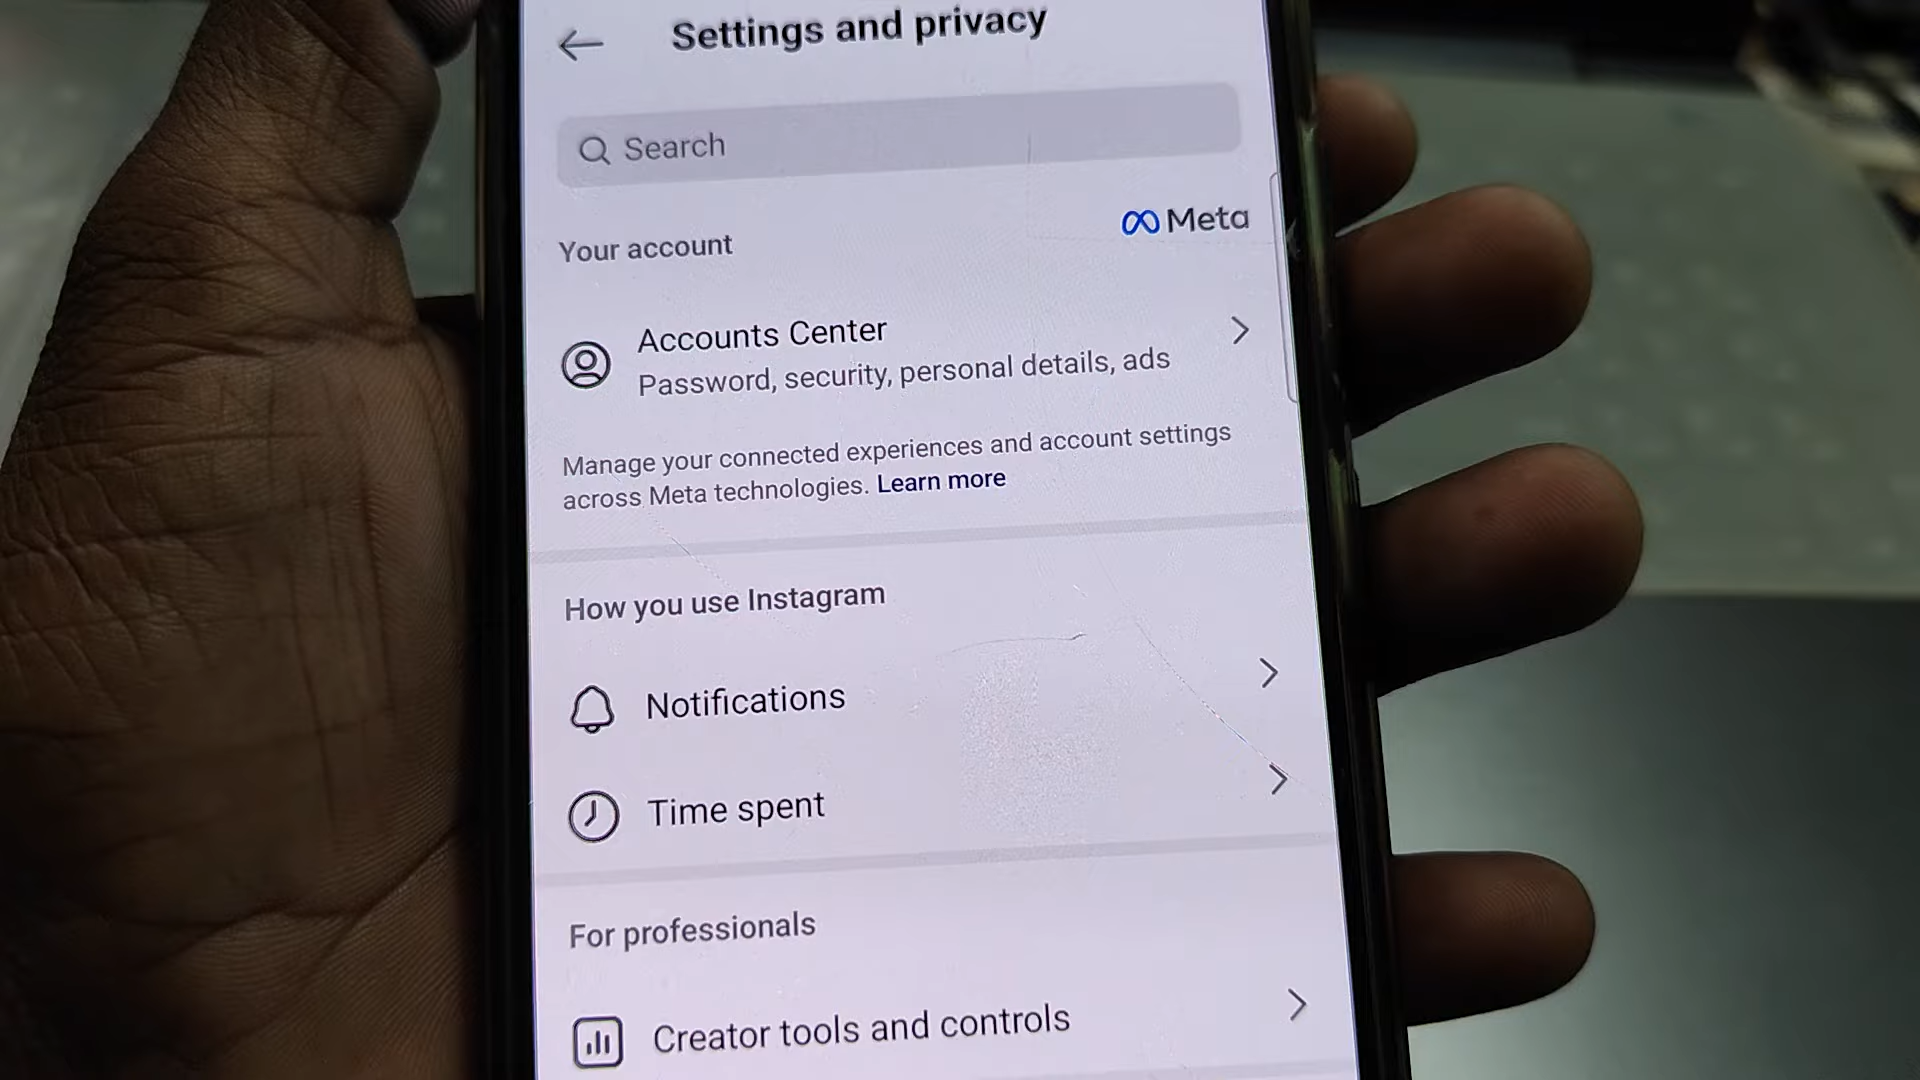 Settings and privacy
Search
Your account
Meta
Accounts Center
Password, security, personal details, ads
Manage your connected experiences and account settings
across Meta technologies. Learn more
How you use Instagram
Notifications
Time spent
For professionals
Creator tools and controls